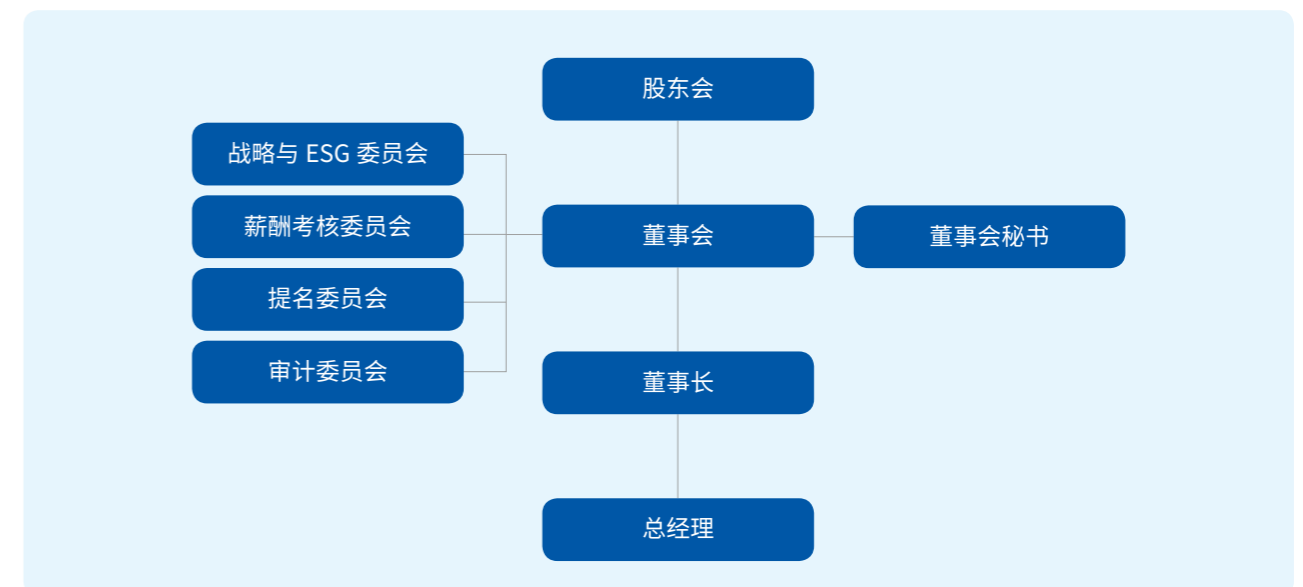 股东会
战略与 ESG 委员会
薪酬考核委员会
提名委员会
审计委员会
董事会
董事会秘书
董事长
总经理